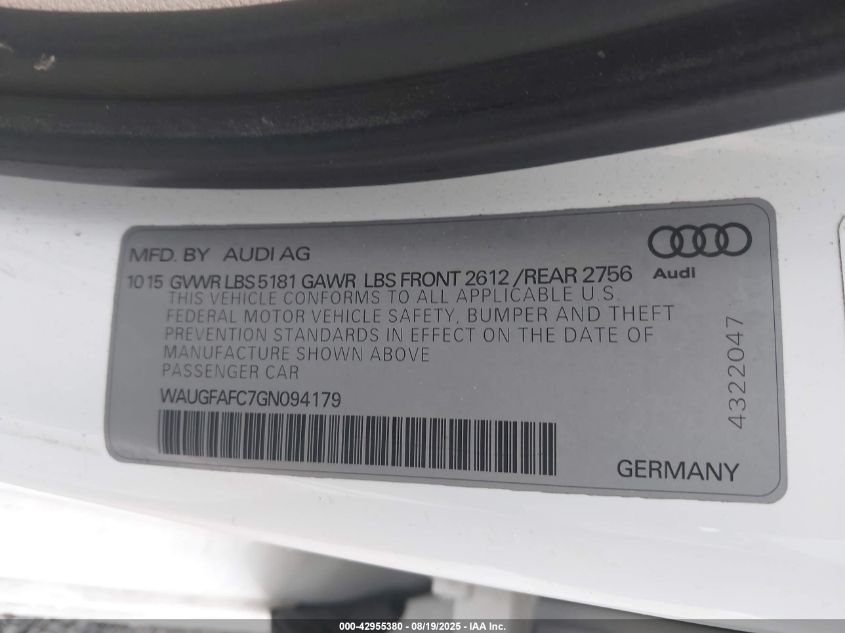 MFD. BY AUDI AG
Audi
10 15 GVWR LBS 5181 GAWR LBS FRONT 2612 /REAR 2756
THIS VEHICLE CONFORMS TO ALL APPLICABLE U.S.
FEDERAL MOTOR VEHICLE SAFETY, BUMPER AND THEFT
PREVENTION STANDARDS IN EFFECT ON THE DATE OF
MANUFACTURE SHOWN ABOVE
PASSENGER CAR
WAUGFAFC7GN094179
4322047
GERMANY
000-42955380 - 08/19/2025 - IAA Inc.